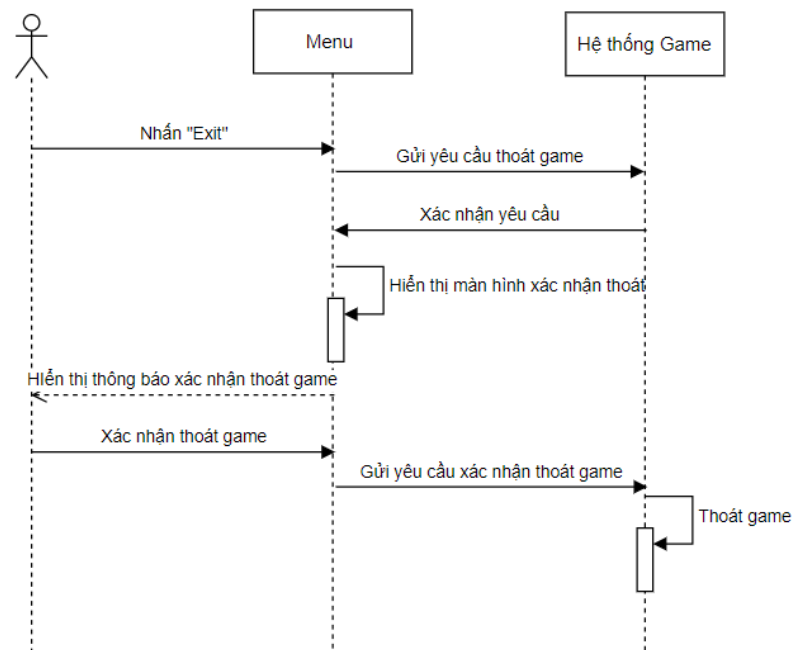 Menu
Hệ thống Game
Nhấn "Exit"
Gửi yêu cầu thoát game
Xác nhận yêu cầu
Hiển thị màn hình xác nhận thoát
HIển thị thông báo xác nhận thoát game
Xác nhận thoát game
Gửi yêu cầu xác nhận thoát game
Thoát game